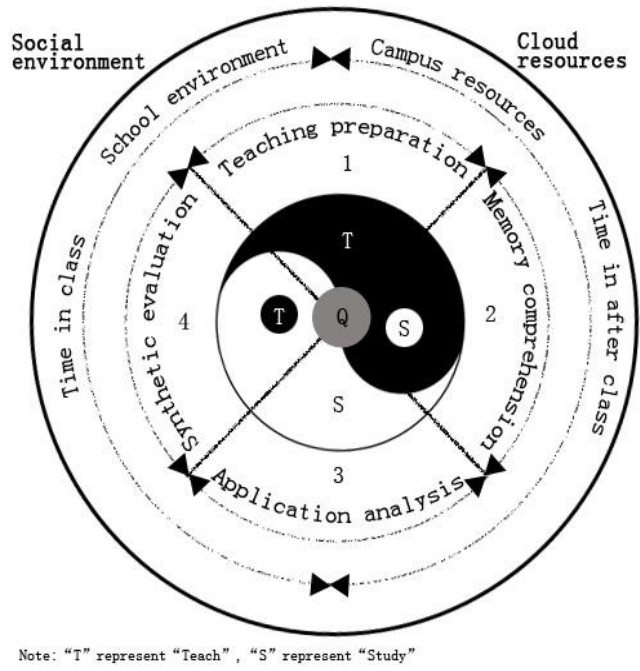 Social
environment
Cloud
resources
School environment
Campus resources
Teaching preparation
1
Time in class
Synthetic evaluation
4
T
T
Q
S
2
Memory comprehension
Time in after class
S
3
Application analysis
Note: “T” represent “Teach” , “S” represent “Study”